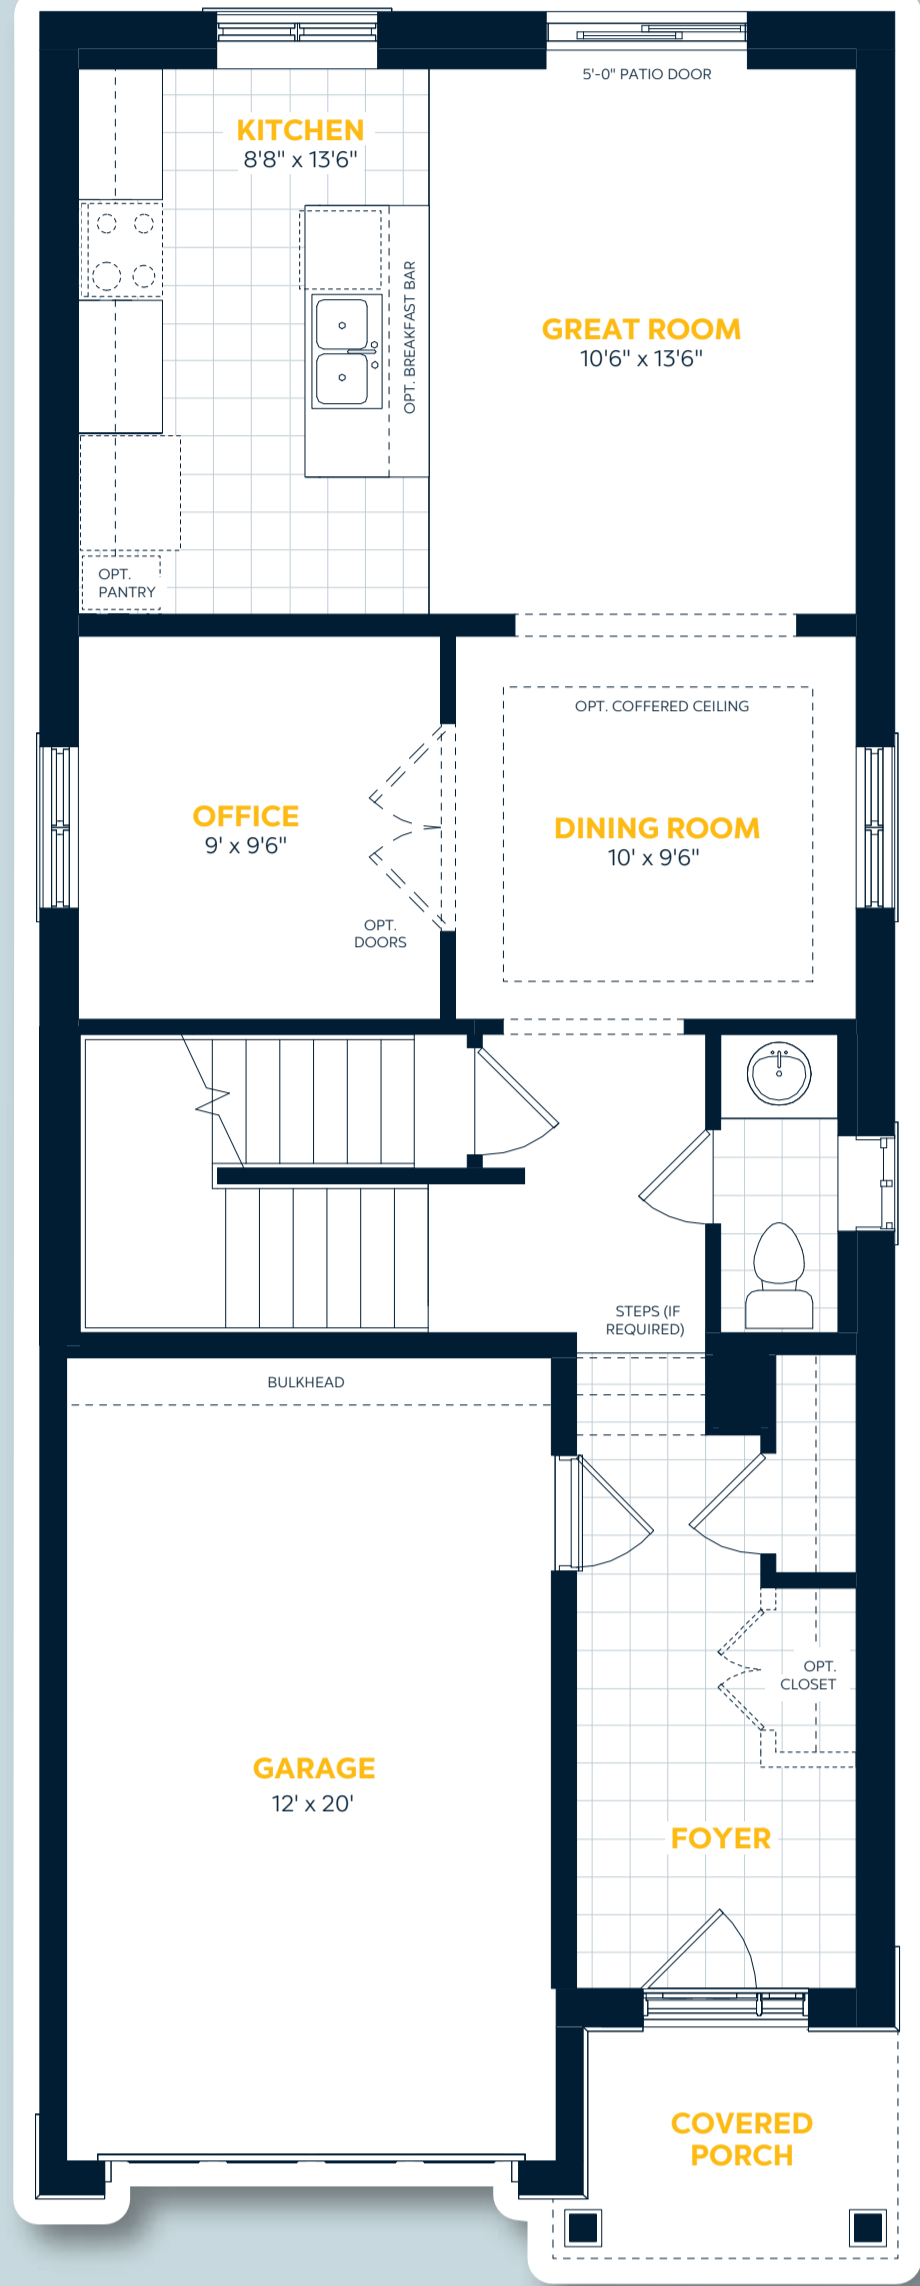 5'-0" PATIO DOOR
KITCHEN
8'8" x 13'6"
OPT. BREAKFAST BAR
GREAT ROOM
10'6" x 13'6"
OPT.
PANTRY
OPT. COFFERED CEILING
OFFICE
9' x 9'6"
DINING ROOM
10' x 9'6"
OPT.
DOORS
STEPS (IF
REQUIRED)
BULKHEAD
OPT.
CLOSET
GARAGE
12' x 20'
FOYER
COVERED
PORCH